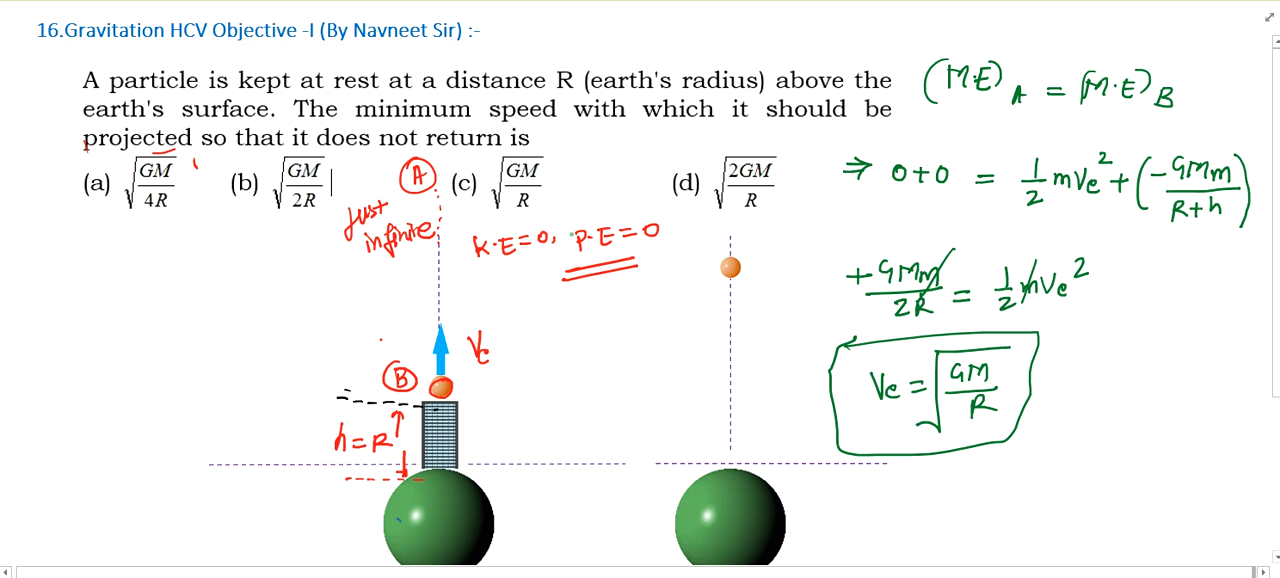 16.Gravitation HCV Objective -I (By Navneet Sir) :-
A particle is kept at rest at a distance R (earth's radius) above the
earth's surface. The minimum speed with which it should be
projected so that it does not return is
(a) √(GM/4R) (b) √(GM/2R) (c) √(GM/R) (d) √(2GM/R)
A
Just
infinite
K.E=0, P.E=0
Ve
B
h=R
(M.E)A = (M.E)B
⇒ 0+0 = 1/2 mVe² + (-GMm/R+h)
+GMm/2R = 1/2 mVe²
Ve = √(GM/R)